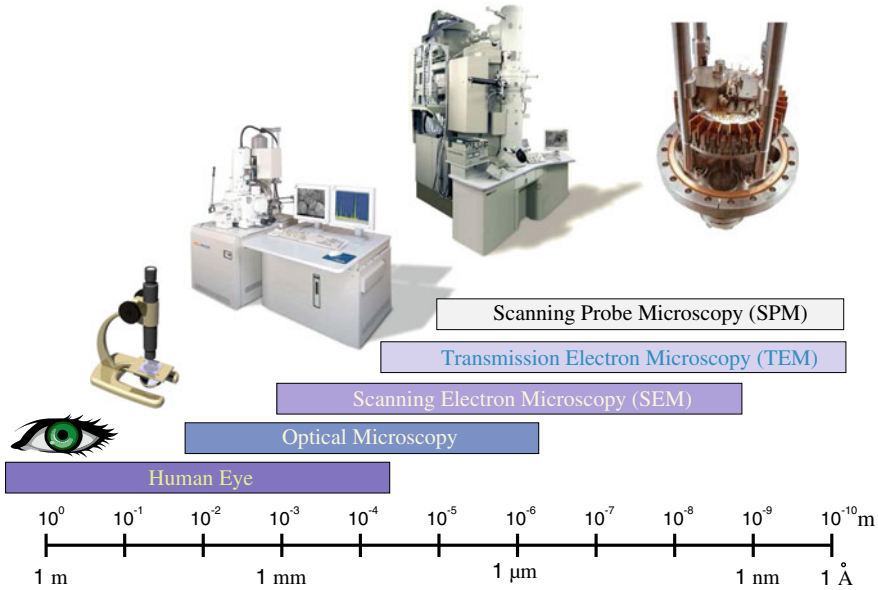 Scanning Probe Microscopy (SPM)
Transmission Electron Microscopy (TEM)
Scanning Electron Microscopy (SEM)
Optical Microscopy
Human Eye
10⁰ 10⁻¹ 10⁻² 10⁻³ 10⁻⁴ 10⁻⁵ 10⁻⁶ 10⁻⁷ 10⁻⁸ 10⁻⁹ 10⁻¹⁰ m
1 m 1 mm 1 µm 1 nm 1 Å